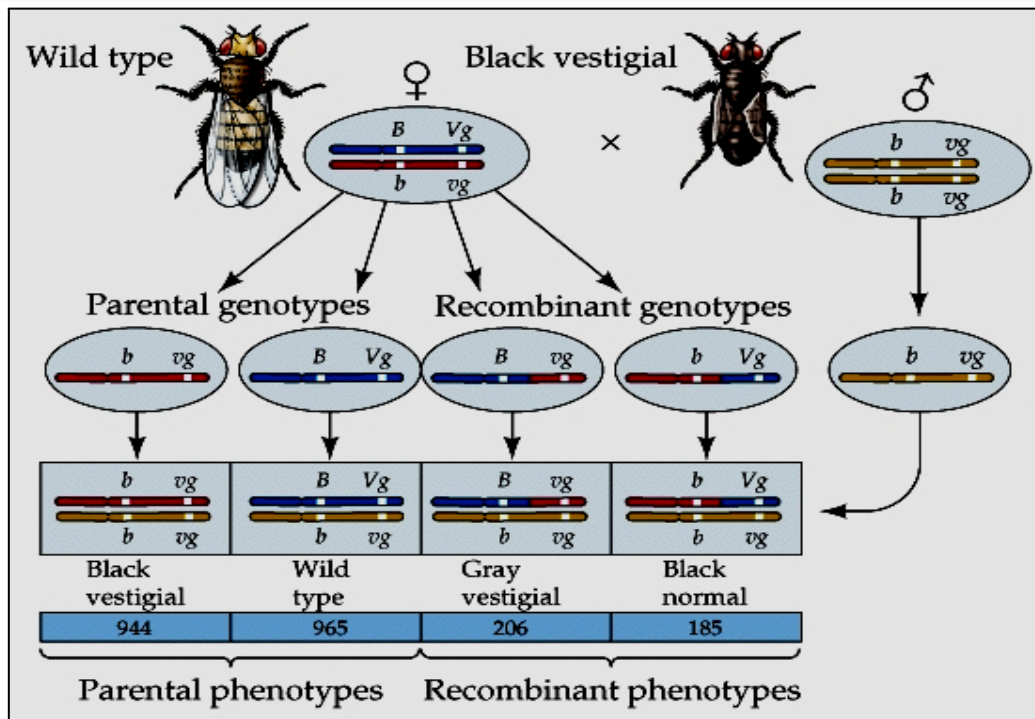 Wild type
♀
Black vestigial
♂
B Vg
b vg
×
b vg
b vg
Parental genotypes
Recombinant genotypes
b vg
B Vg
B vg
b Vg
b vg
b vg
B Vg
B vg
b Vg
b vg
b vg
b vg
b vg
Black
vestigial
Wild
type
Gray
vestigial
Black
normal
944
965
206
185
Parental phenotypes
Recombinant phenotypes